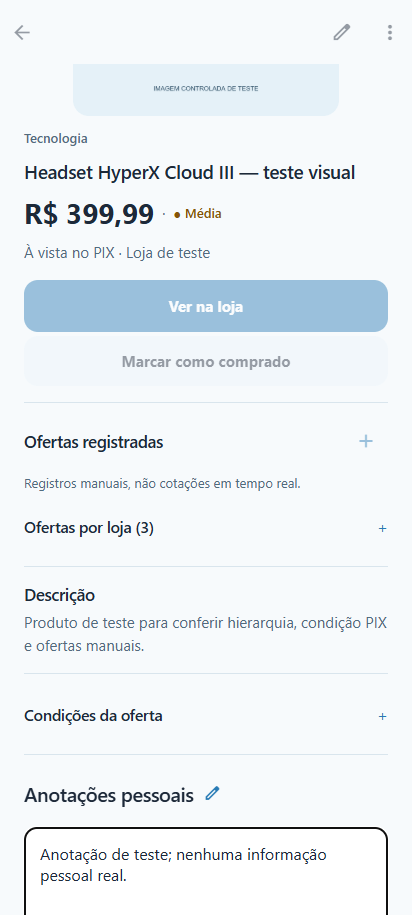 IMAGEM CONTROLADA DE TESTE
Tecnologia
Headset HyperX Cloud III — teste visual
R$ 399,99 · ● Média
À vista no PIX · Loja de teste
Ver na loja
Marcar como comprado
Ofertas registradas +
Registros manuais, não cotações em tempo real.
Ofertas por loja (3) +
Descrição
Produto de teste para conferir hierarquia, condição PIX
e ofertas manuais.
Condições da oferta +
Anotações pessoais
Anotação de teste; nenhuma informação
pessoal real.